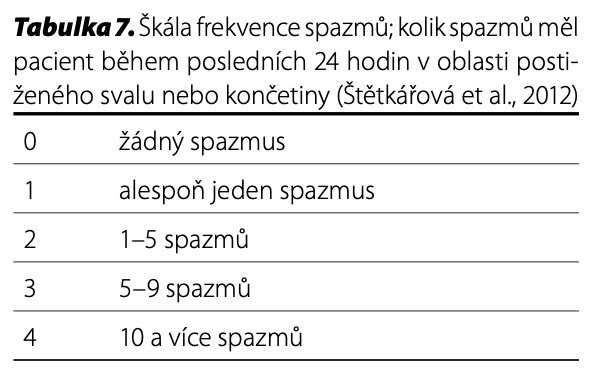 Tabulka 7. Škála frekvence spazmů; kolik spazmů měl
pacient během posledních 24 hodin v oblasti posti-
ženého svalu nebo končetiny (Štětkářová et al., 2012)
0 žádný spazmus
1 alespoň jeden spazmus
2 1–5 spazmů
3 5–9 spazmů
4 10 a více spazmů